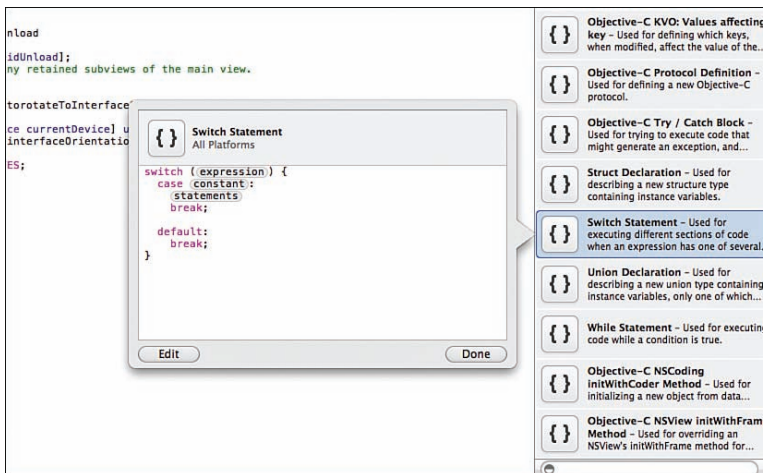 nload
idUnload];
ny retained subviews of the main view.
torotateToInterface
ce currentDevice] u
interfaceOrientatio
ES;
{ } Switch Statement
All Platforms
switch (expression) {
case constant:
statements
break;
default:
break;
}
Edit
Done
{ } Objective-C KVO: Values affecting
key – Used for defining which keys,
when modified, affect the value of the...
{ } Objective-C Protocol Definition –
Used for defining a new Objective-C
protocol.
{ } Objective-C Try / Catch Block –
Used for trying to execute code that
might generate an exception, and...
{ } Struct Declaration – Used for
describing a new structure type
containing instance variables.
{ } Switch Statement – Used for
executing different sections of code
when an expression has one of several...
{ } Union Declaration – Used for
describing a new union type containing
instance variables, only one of which...
{ } While Statement – Used for executing
code while a condition is true.
{ } Objective-C NSCoding
initWithCoder Method – Used for
initializing a new object from data...
{ } Objective-C NSView initWithFram
Method – Used for overriding an
NSView's initWithFrame method for...